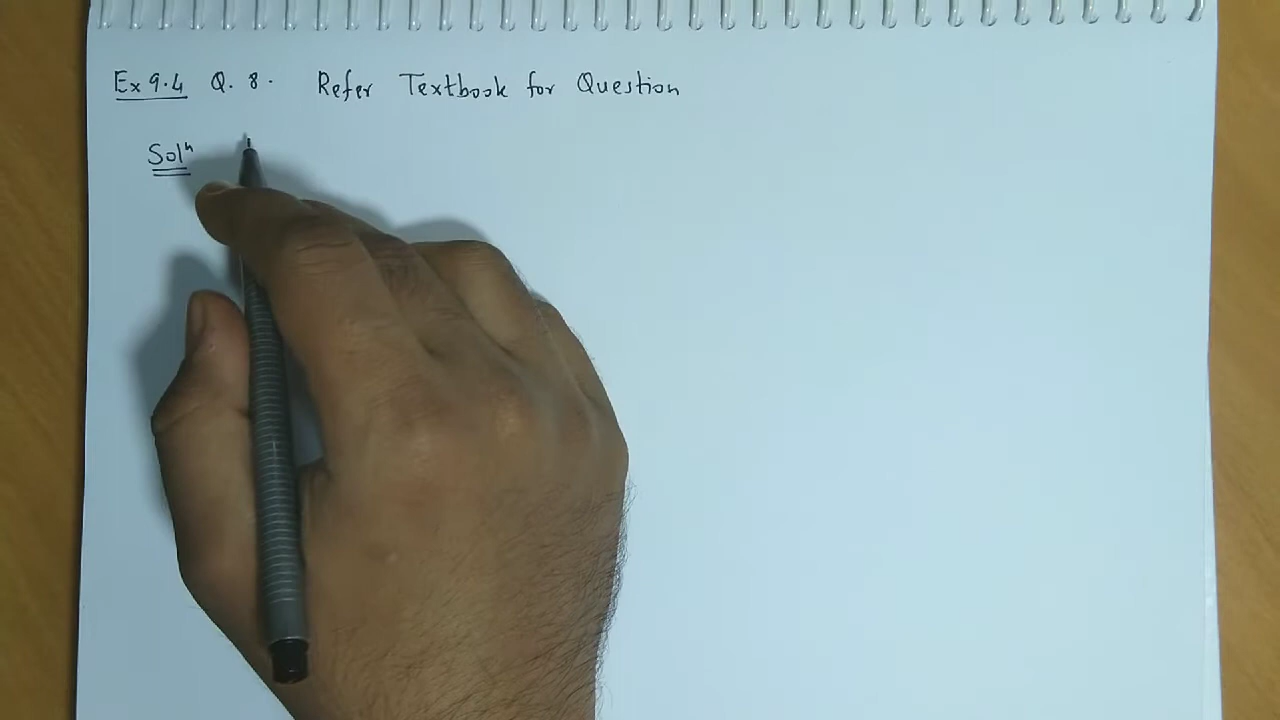 Ex 9.4 Q. 8. Refer Textbook for Question
Solⁿ